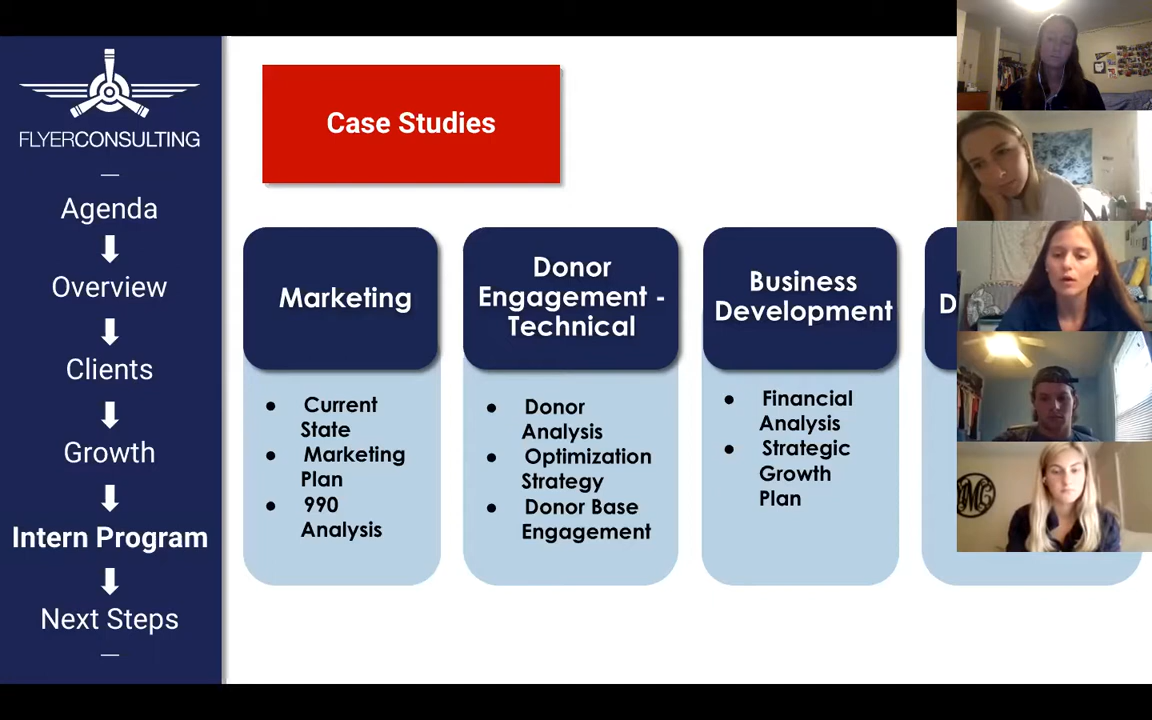 FLYERCONSULTING
Agenda
Overview
Clients
Growth
Intern Program
Next Steps
Case Studies
Marketing
● Current
State
● Marketing
Plan
● 990
Analysis
Donor
Engagement -
Technical
● Donor
Analysis
● Optimization
Strategy
● Donor Base
Engagement
Business
Development
● Financial
Analysis
● Strategic
Growth
Plan